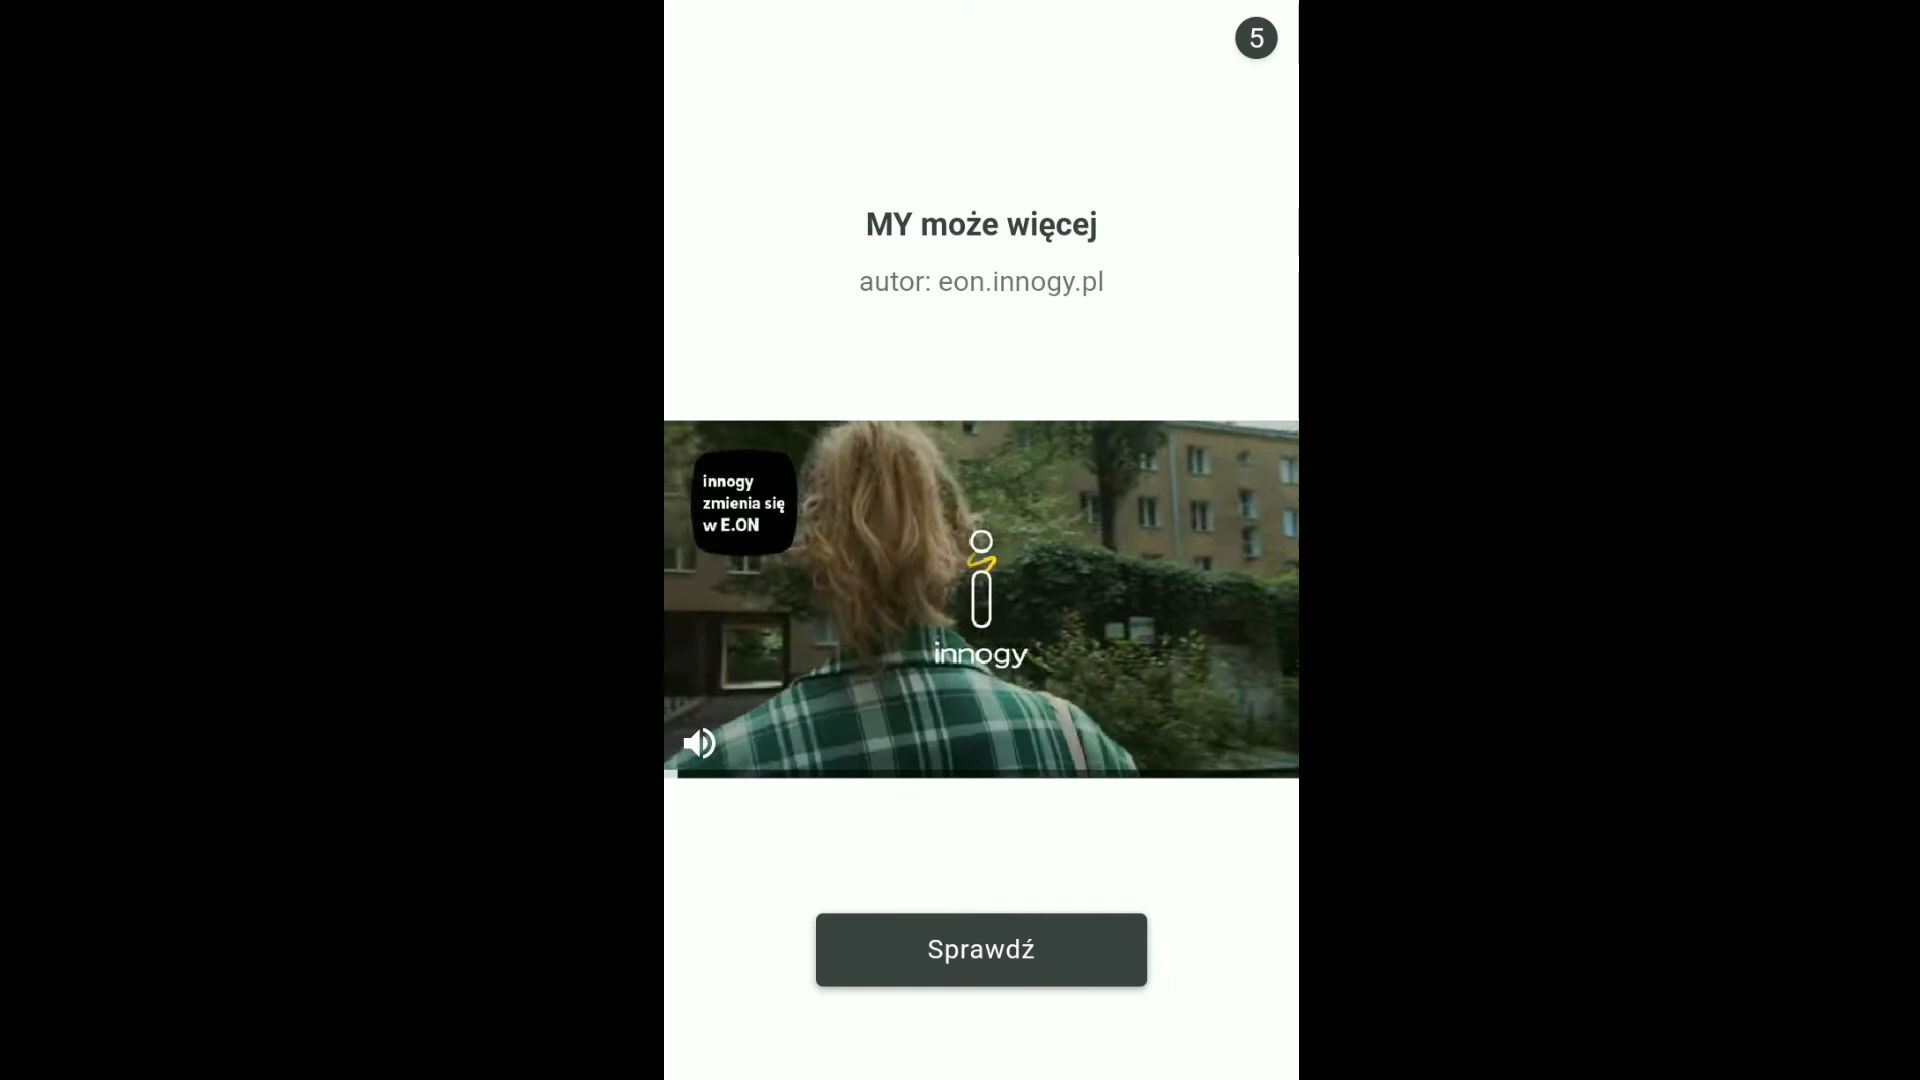 5
MY może więcej
autor: eon.innogy.pl
innogy
zmienia się
w E.ON
innogy
Sprawdź